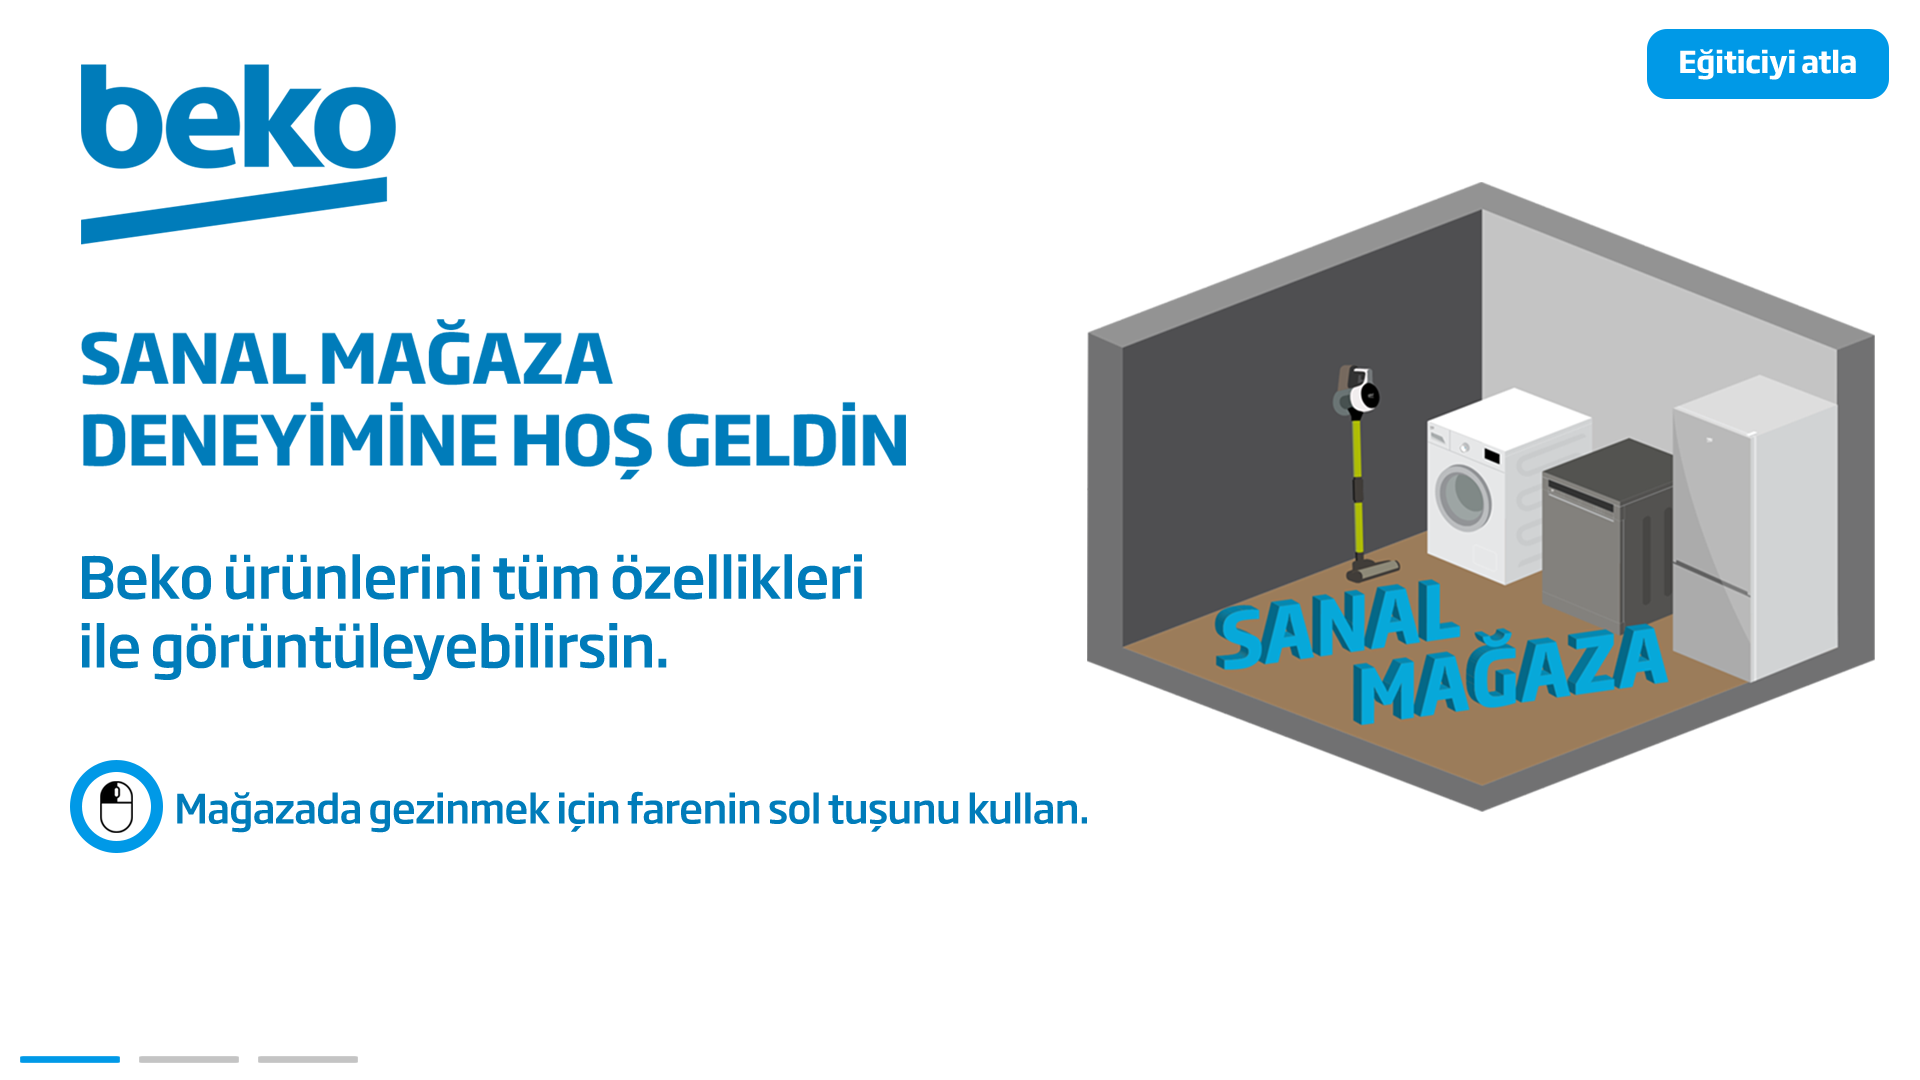 beko
Eğiticiyi atla
SANAL MAĞAZA
DENEYİMİNE HOŞ GELDİN
Beko ürünlerini tüm özellikleri
ile görüntüleyebilirsin.
Mağazada gezinmek için farenin sol tuşunu kullan.
SANAL
MAĞAZA